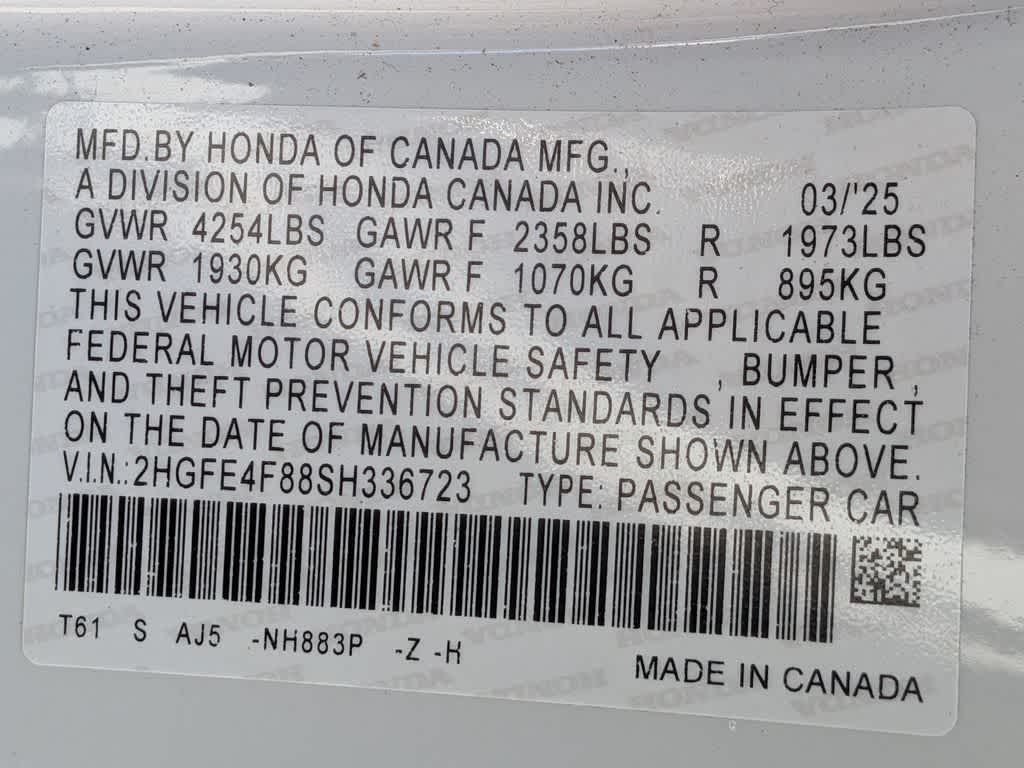 MFD.BY HONDA OF CANADA MFG.,
A DIVISION OF HONDA CANADA INC. 03/'25
GVWR 4254LBS GAWR F 2358LBS R 1973LBS
GVWR 1930KG GAWR F 1070KG R 895KG
THIS VEHICLE CONFORMS TO ALL APPLICABLE
FEDERAL MOTOR VEHICLE SAFETY , BUMPER ,
AND THEFT PREVENTION STANDARDS IN EFFECT
ON THE DATE OF MANUFACTURE SHOWN ABOVE.
V.I.N.:2HGFE4F88SH336723 TYPE: PASSENGER CAR
T61 S AJ5 -NH883P -Z -H
MADE IN CANADA